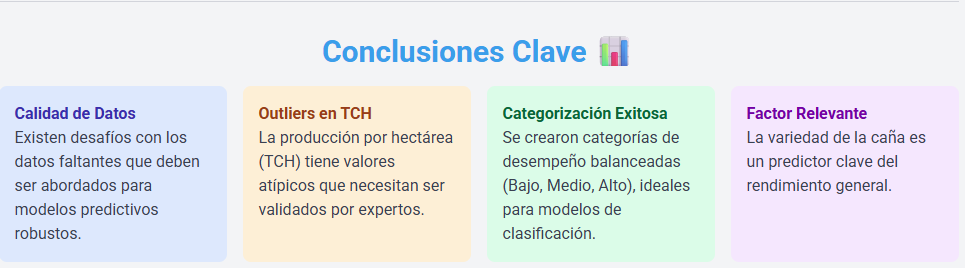 Conclusiones Clave 📊
Calidad de Datos
Existen desafíos con los
datos faltantes que deben
ser abordados para
modelos predictivos
robustos.
Outliers en TCH
La producción por hectárea
(TCH) tiene valores
atípicos que necesitan ser
validados por expertos.
Categorización Exitosa
Se crearon categorías de
desempeño balanceadas
(Bajo, Medio, Alto), ideales
para modelos de
clasificación.
Factor Relevante
La variedad de la caña es
un predictor clave del
rendimiento general.